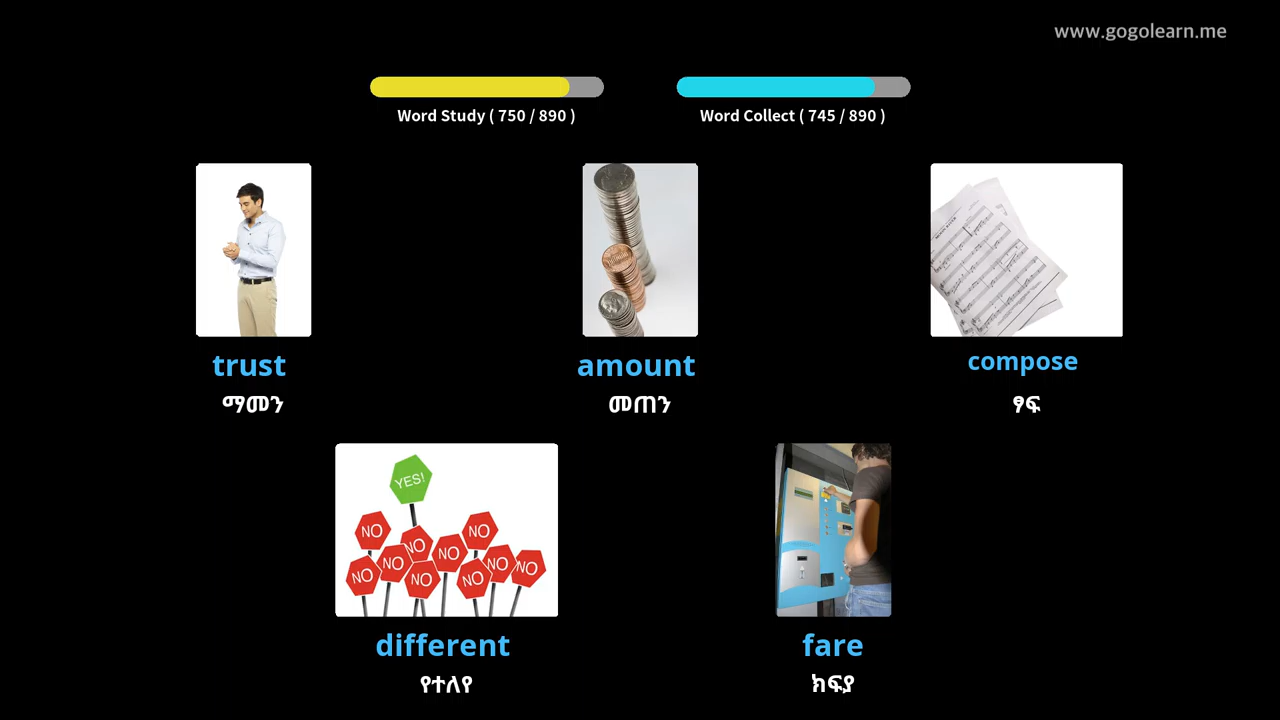 www.gogolearn.me
Word Study ( 750 / 890 )
Word Collect ( 745 / 890 )
trust
ማመን
amount
መጠን
compose
ፃፍ
YES!
NO
NO
NO
NO
NO
NO
NO
NO
NO
NO
different
የተለየ
fare
ክፍያ